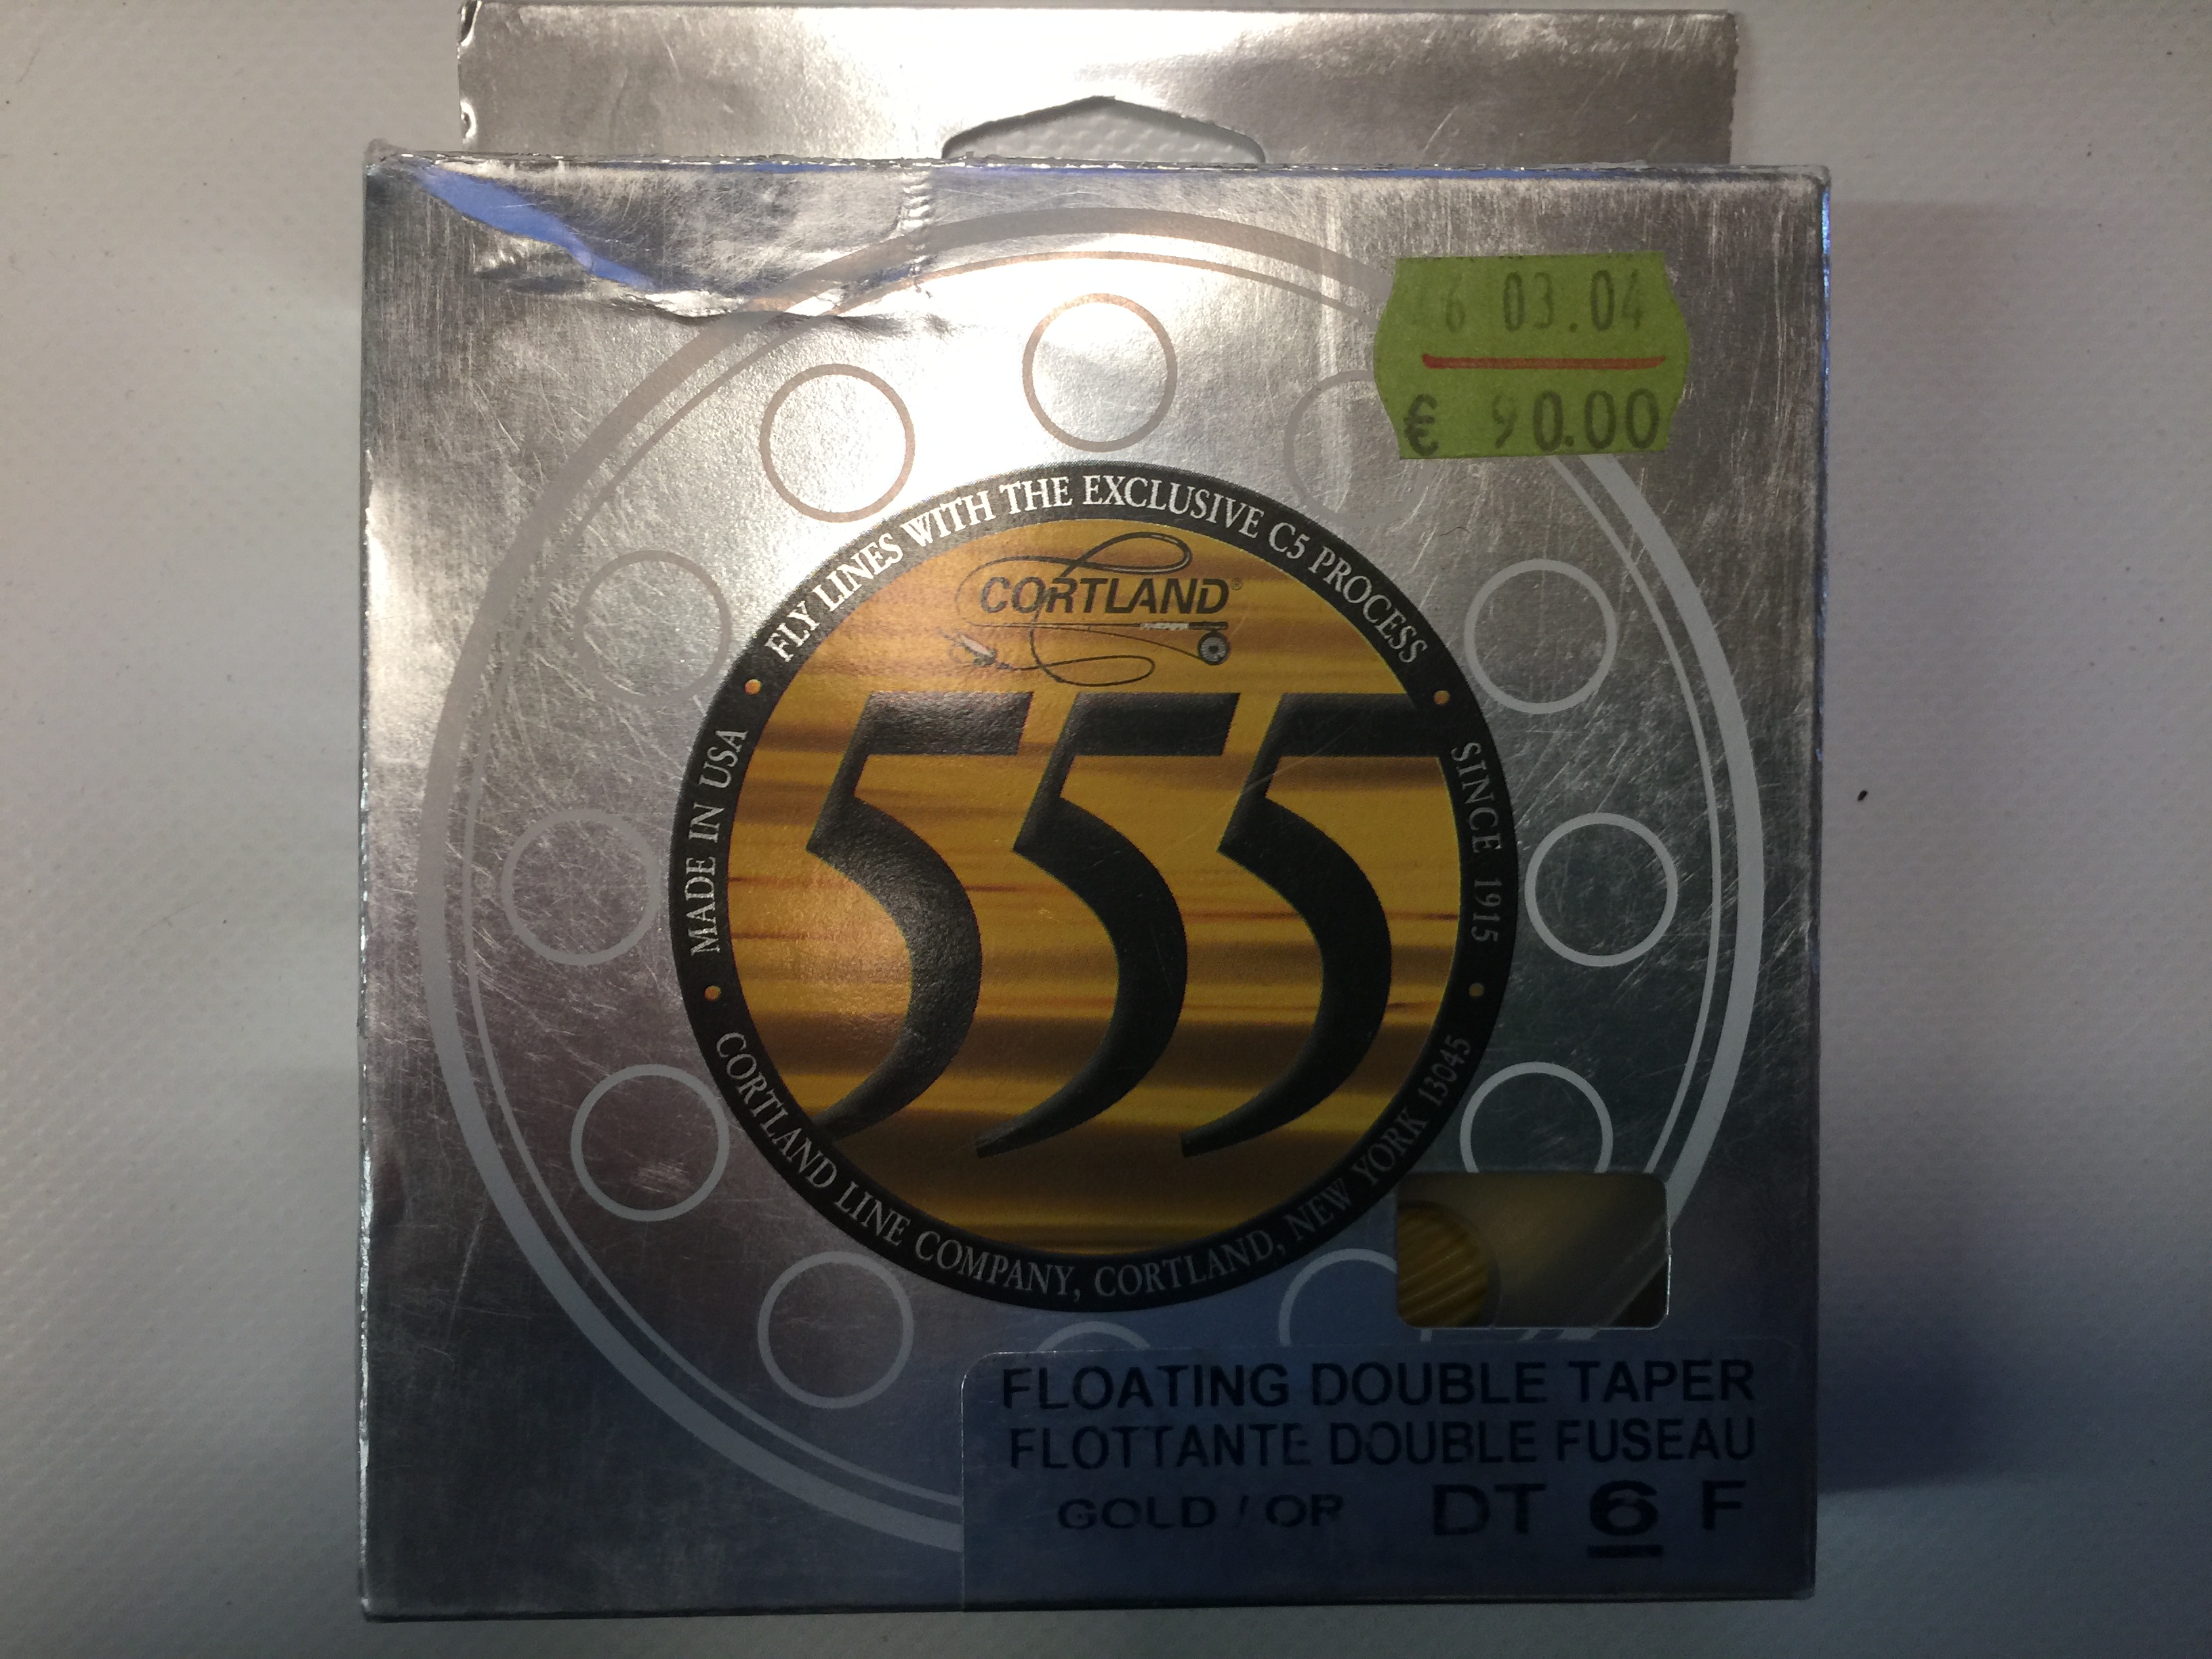 6 03.04
€ 90.00
FLY LINES WITH THE EXCLUSIVE C5 PROCESS
CORTLAND®
555
MADE IN USA
SINCE 1915
CORTLAND LINE COMPANY, CORTLAND, NEW YORK 13045
FLOATING DOUBLE TAPER
FLOTTANTE DOUBLE FUSEAU
GOLD / OR DT 6 F